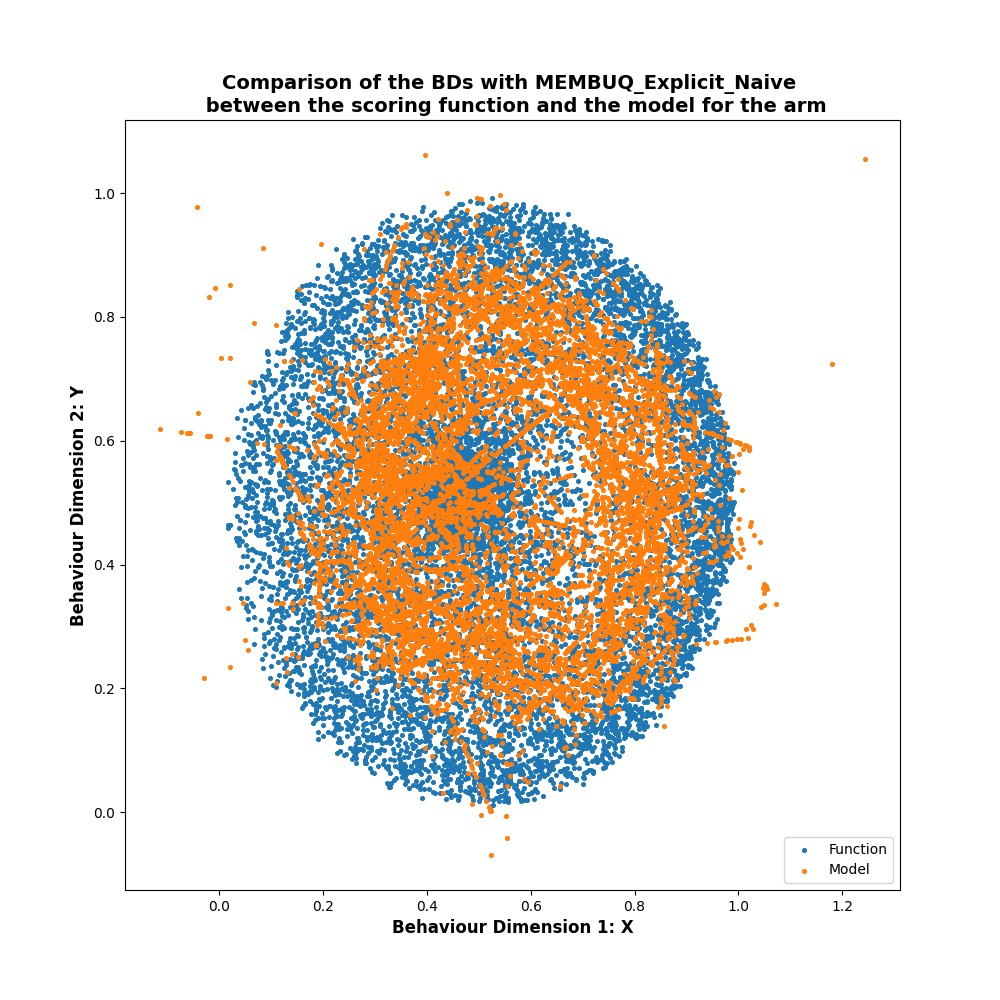 Comparison of the BDs with MEMBUQ_Explicit_Naive
between the scoring function and the model for the arm
Behaviour Dimension 2: Y
1.0
0.8
0.6
0.4
0.2
0.0
0.0 0.2 0.4 0.6 0.8 1.0 1.2
Behaviour Dimension 1: X
Function
Model